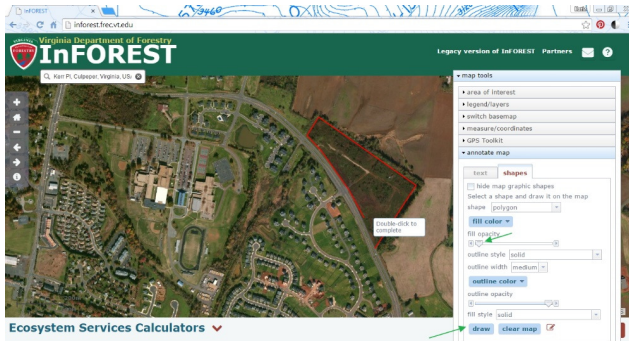 InFOREST
inforest.frec.vt.edu
Virginia Department of Forestry
InFOREST
Legacy version of InFOREST Partners
Kerr Pl, Culpeper, Virginia, US
map tools
area of interest
legend/layers
switch basemap
measure/coordinates
GPS Toolkit
annotate map
text shapes
hide map graphic shapes
Select a shape and draw it on the map
shape polygon
fill color
fill opacity
outline style solid
outline width medium
outline color
outline opacity
fill style solid
draw clear map
Double-click to
complete
Ecosystem Services Calculators